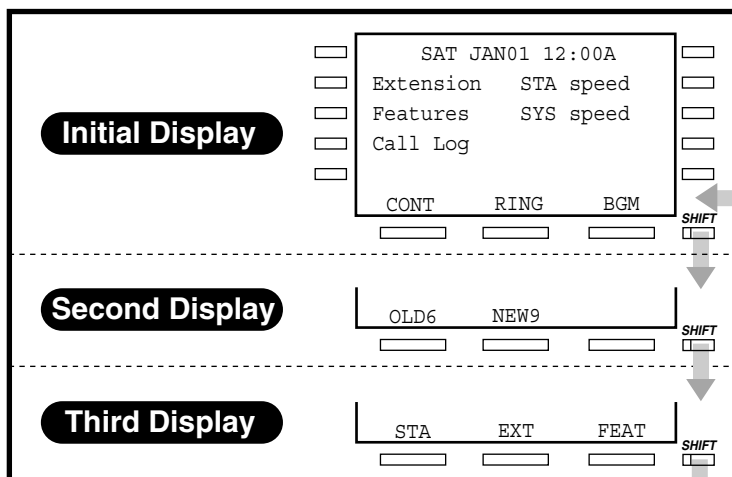 SAT JAN01 12:00A
Extension STA speed
Features SYS speed
Call Log
Initial Display
CONT RING BGM
SHIFT
Second Display
OLD6 NEW9
SHIFT
Third Display
STA EXT FEAT
SHIFT